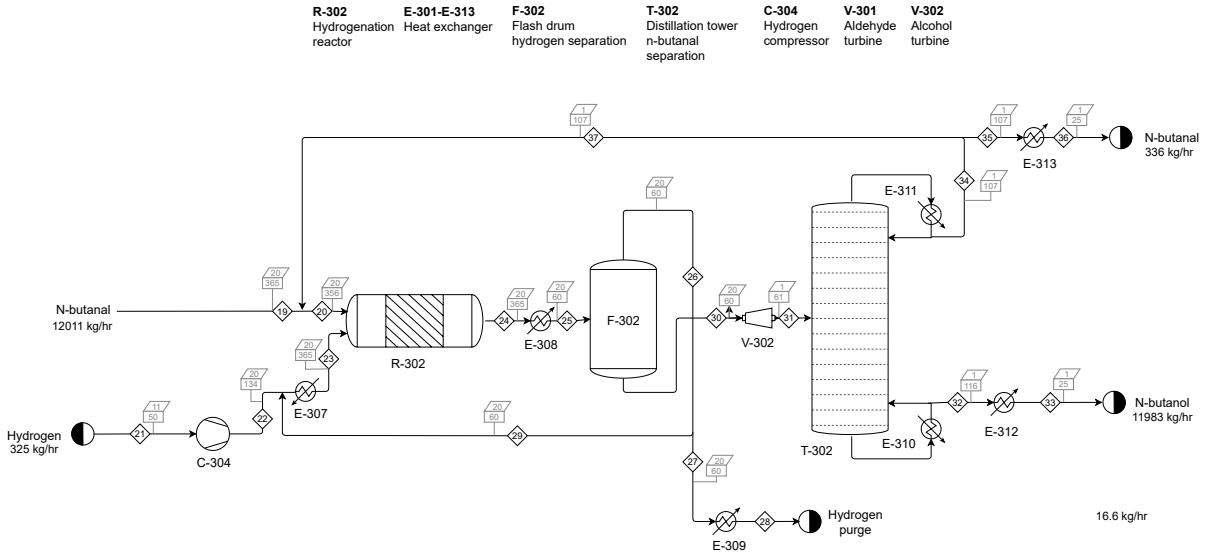 R-302
Hydrogenation
reactor
E-301-E-313
Heat exchanger
F-302
Flash drum
hydrogen separation
T-302
Distillation tower
n-butanal
separation
C-304
Hydrogen
compressor
V-301
Aldehyde
turbine
V-302
Alcohol
turbine
1
107
37
1
107
35
1
25
36
E-313
N-butanal
336 kg/hr
34
1
107
E-311
20
60
26
N-butanal
12011 kg/hr
20
365
19
20
356
20
R-302
20
365
24
E-308
20
60
25
F-302
30
20
60
V-302
1
61
31
20
365
23
E-307
20
134
22
Hydrogen
325 kg/hr
11
50
21
C-304
20
60
29
27
20
60
E-309
28
Hydrogen
purge
T-302
E-310
1
116
32
E-312
1
25
33
N-butanol
11983 kg/hr
16.6 kg/hr